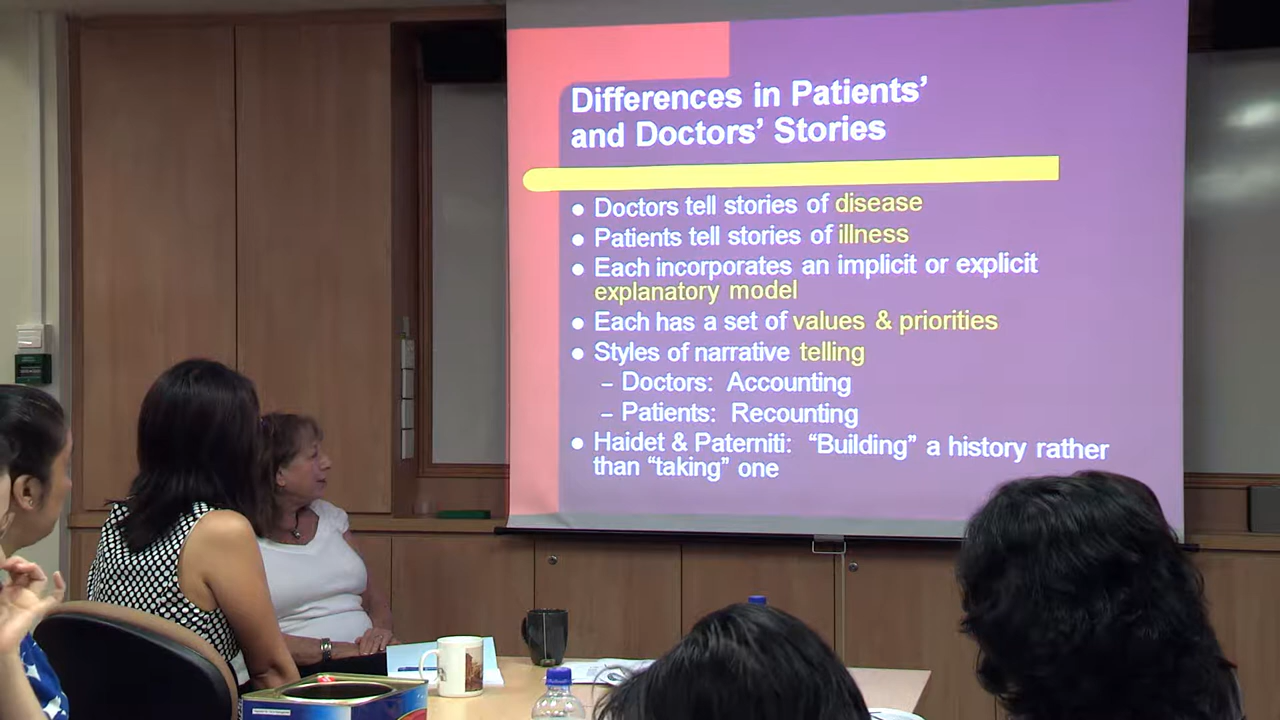 Differences in Patients’
and Doctors’ Stories
● Doctors tell stories of disease
● Patients tell stories of illness
● Each incorporates an implicit or explicit
explanatory model
● Each has a set of values & priorities
● Styles of narrative telling
– Doctors: Accounting
– Patients: Recounting
● Haidet & Paterniti: “Building” a history rather
than “taking” one